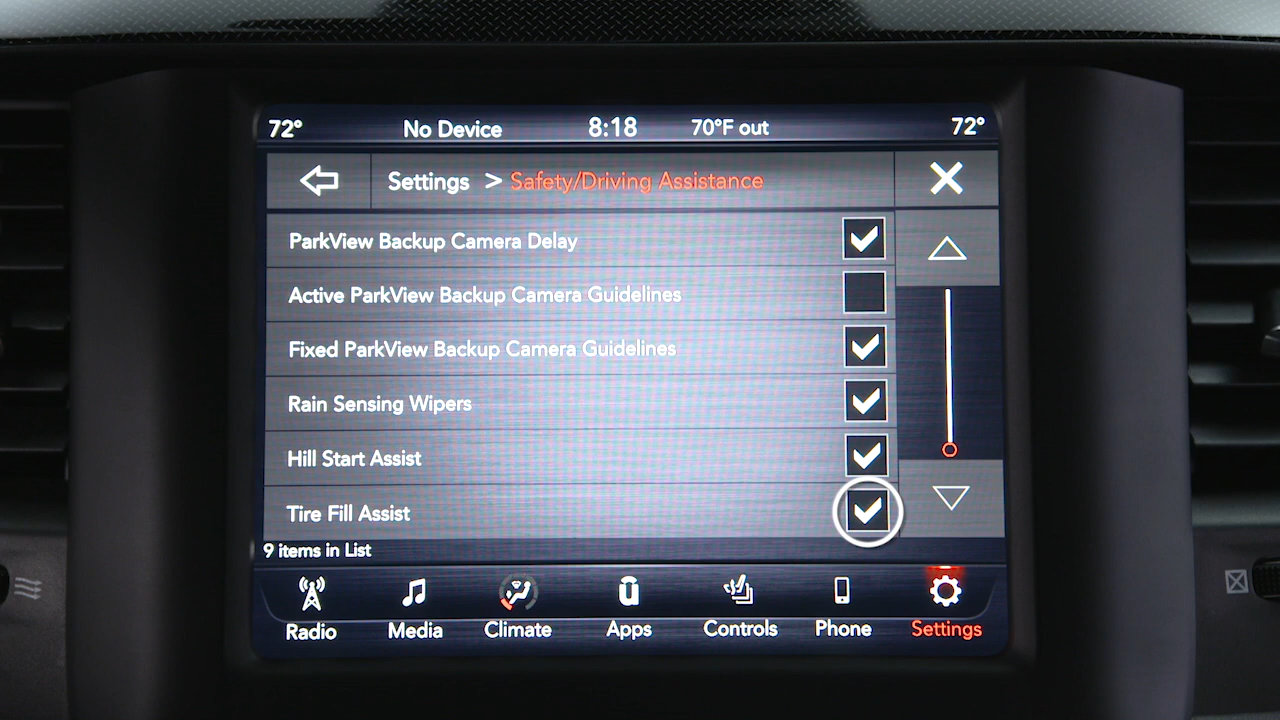 72° No Device 8:18 70°F out 72°
Settings > Safety/Driving Assistance
ParkView Backup Camera Delay
Active ParkView Backup Camera Guidelines
Fixed ParkView Backup Camera Guidelines
Rain Sensing Wipers
Hill Start Assist
Tire Fill Assist
9 items in List
Radio Media Climate Apps Controls Phone Settings